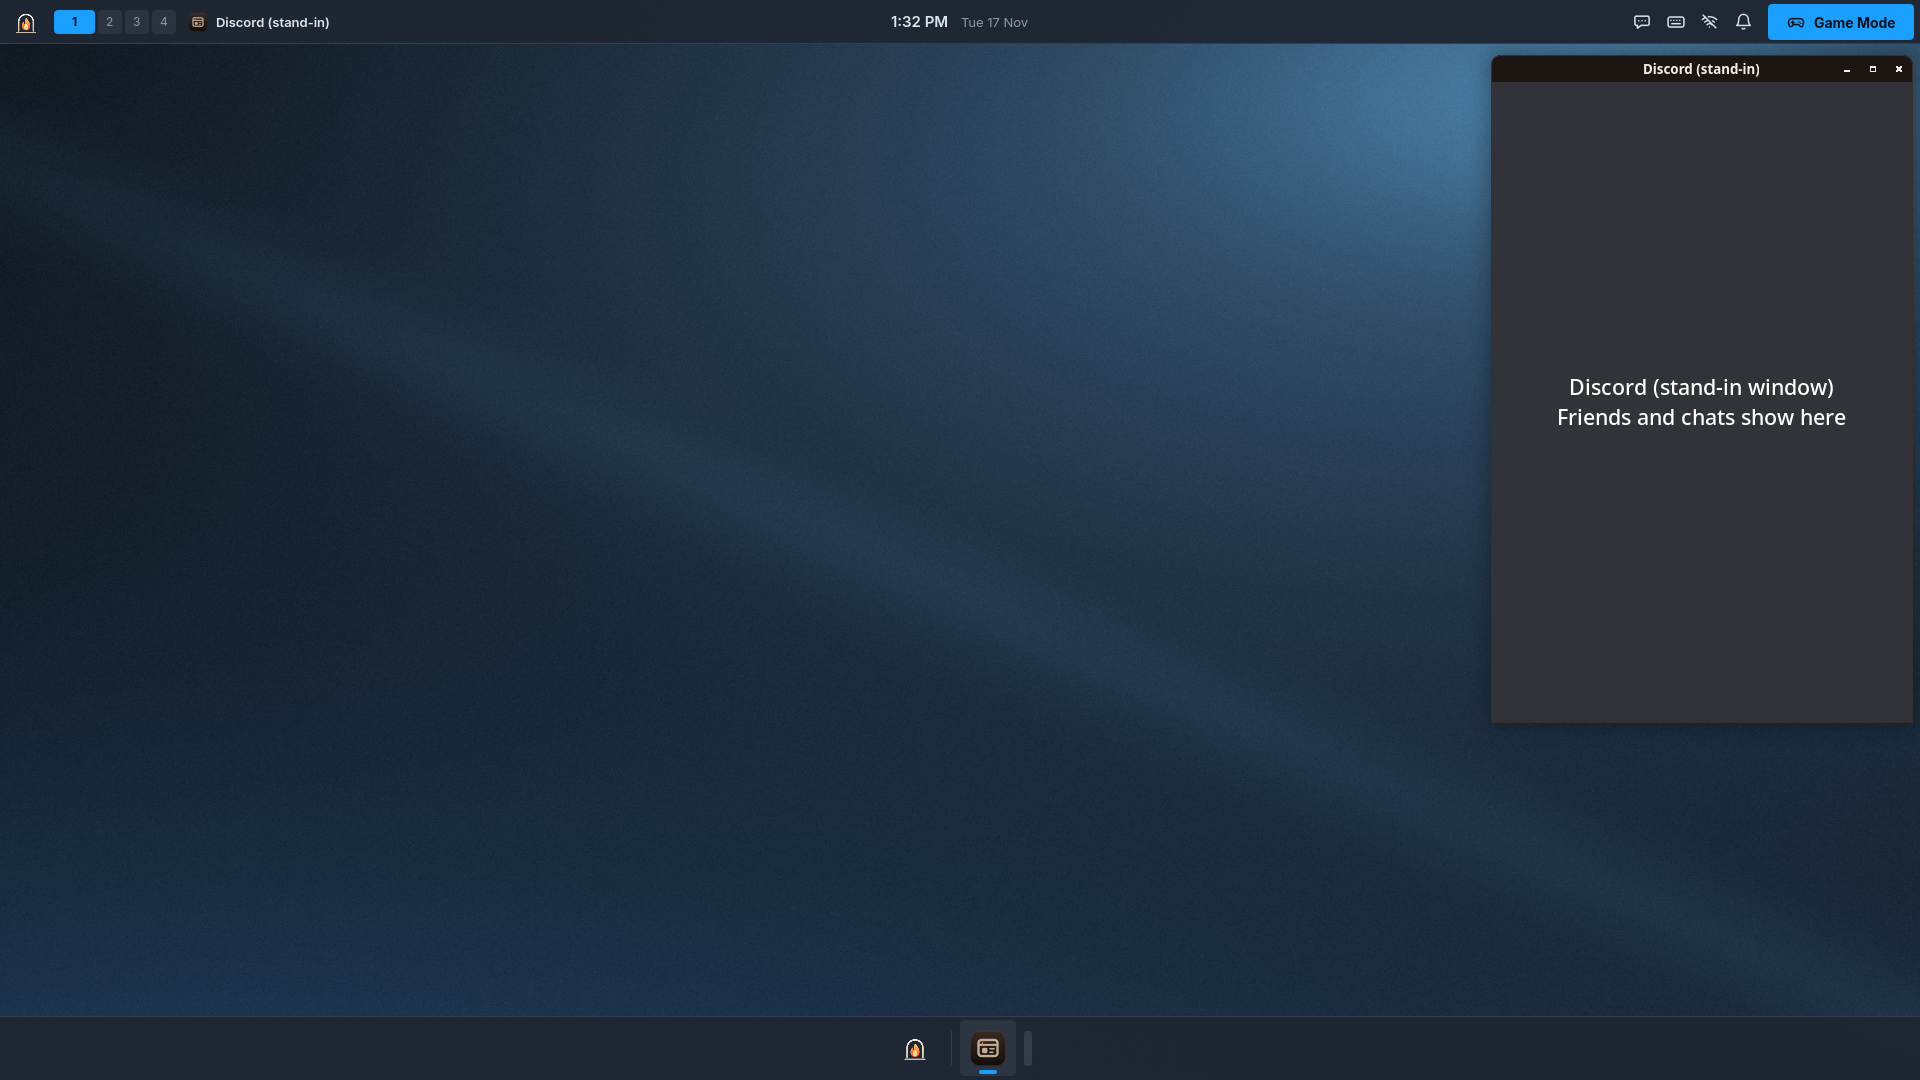 1 2 3 4 Discord (stand-in) 1:32 PM Tue 17 Nov Game Mode
Discord (stand-in)
Discord (stand-in window)
Friends and chats show here